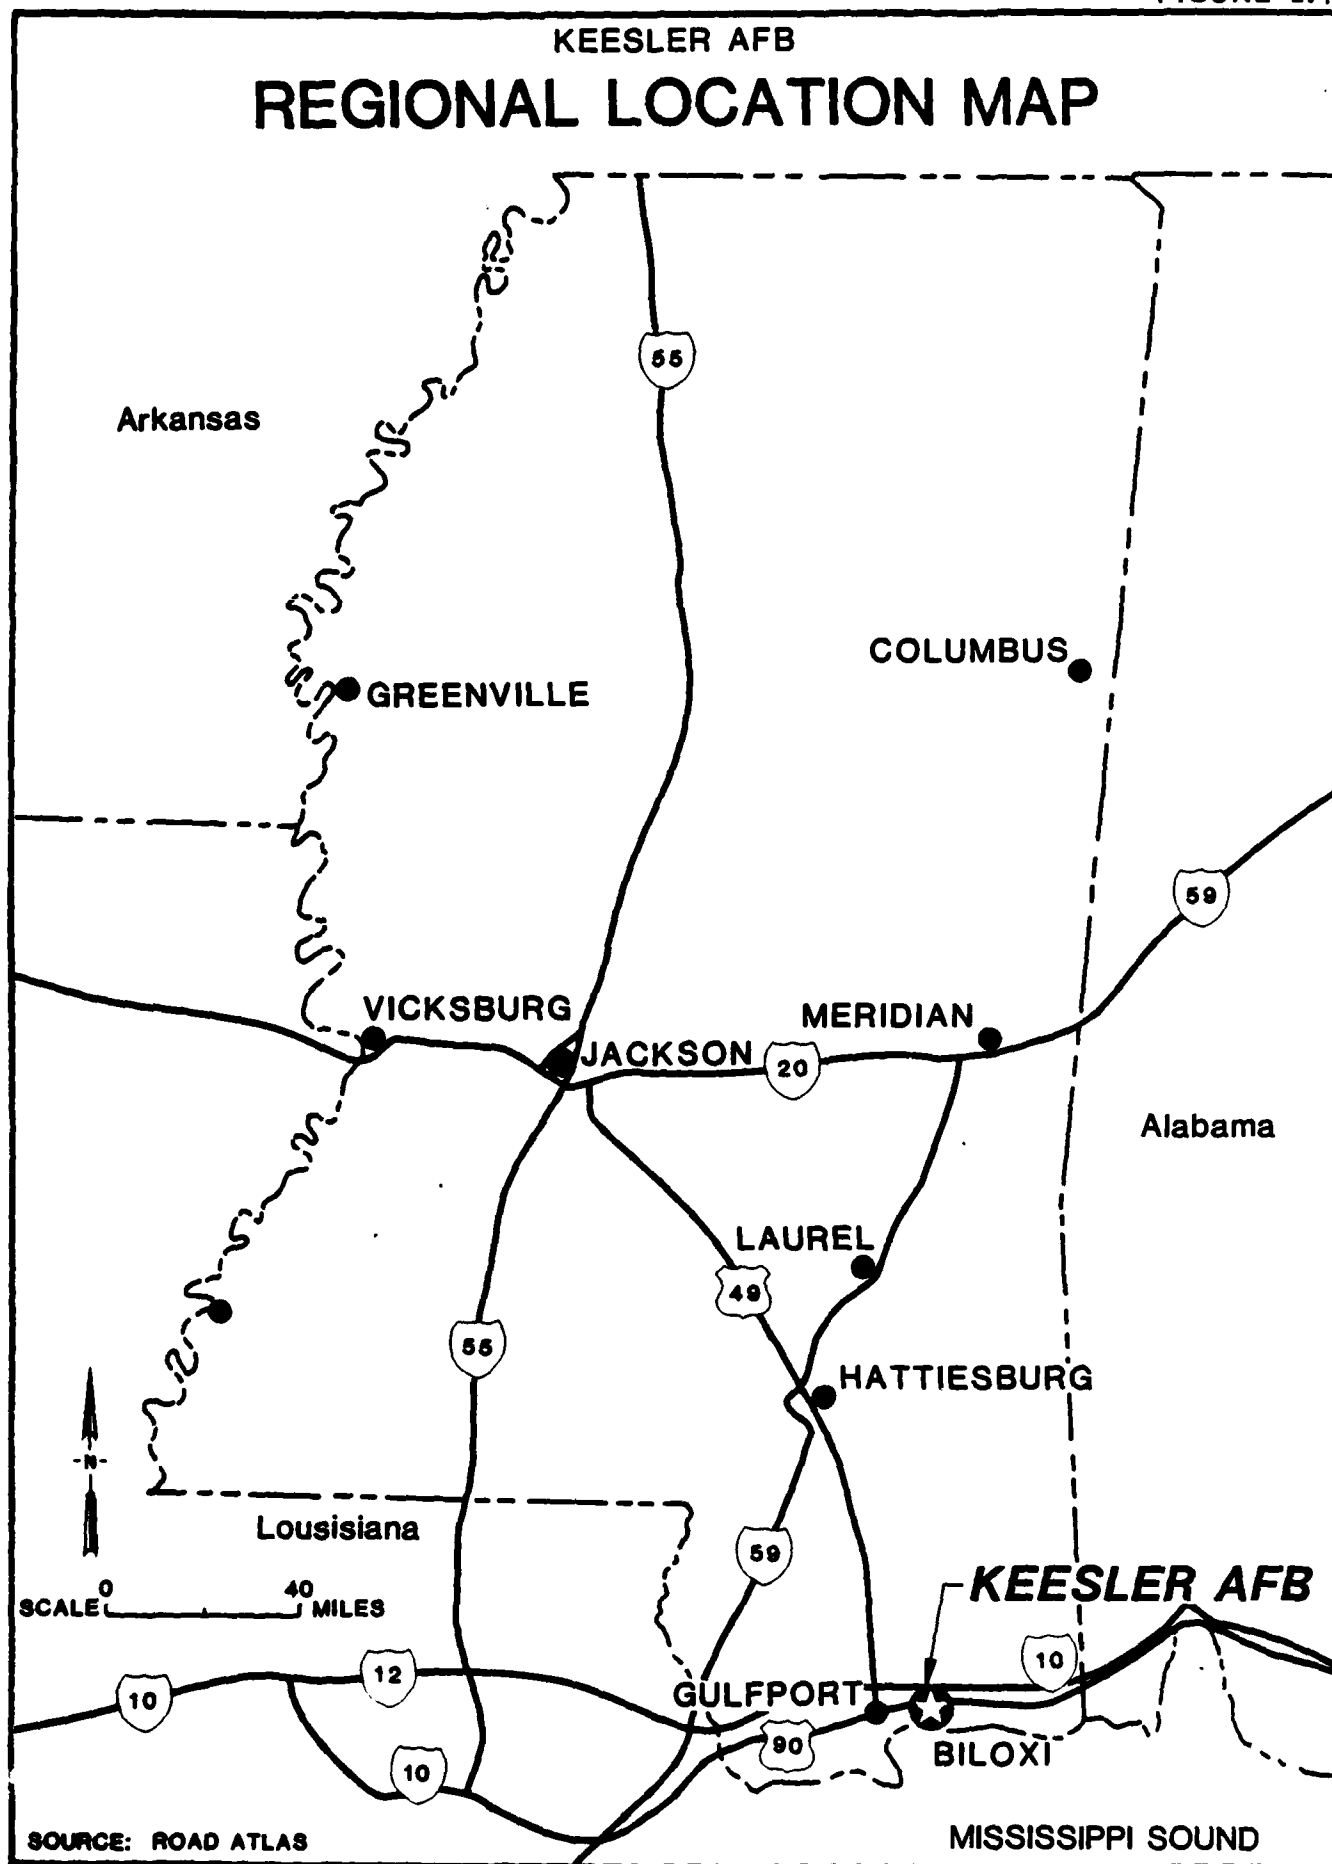 KEESLER AFB
REGIONAL LOCATION MAP
55
Arkansas
COLUMBUS
GREENVILLE
59
VICKSBURG
MERIDIAN
JACKSON
20
Alabama
LAUREL
49
55
HATTIESBURG
-N-
Lousisiana
59
KEESLER AFB
0 40
SCALE MILES
10
12
10
GULFPORT
90
BILOXI
10
SOURCE: ROAD ATLAS
MISSISSIPPI SOUND